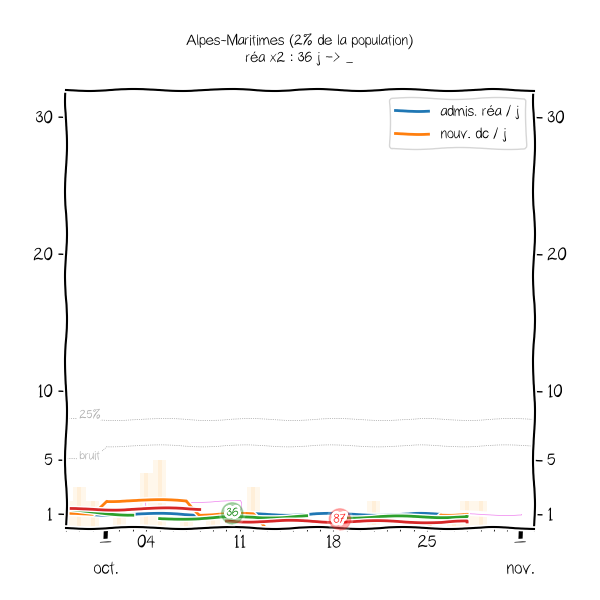 Alpes-Maritimes (2% de la population)
réa x2 : 36 j -> _
admis. réa / j
nouv. dc / j
30 30
20 20
10 10
25%
5 5
bruit
1 1
36
87
04 11 18 25
oct. nov.